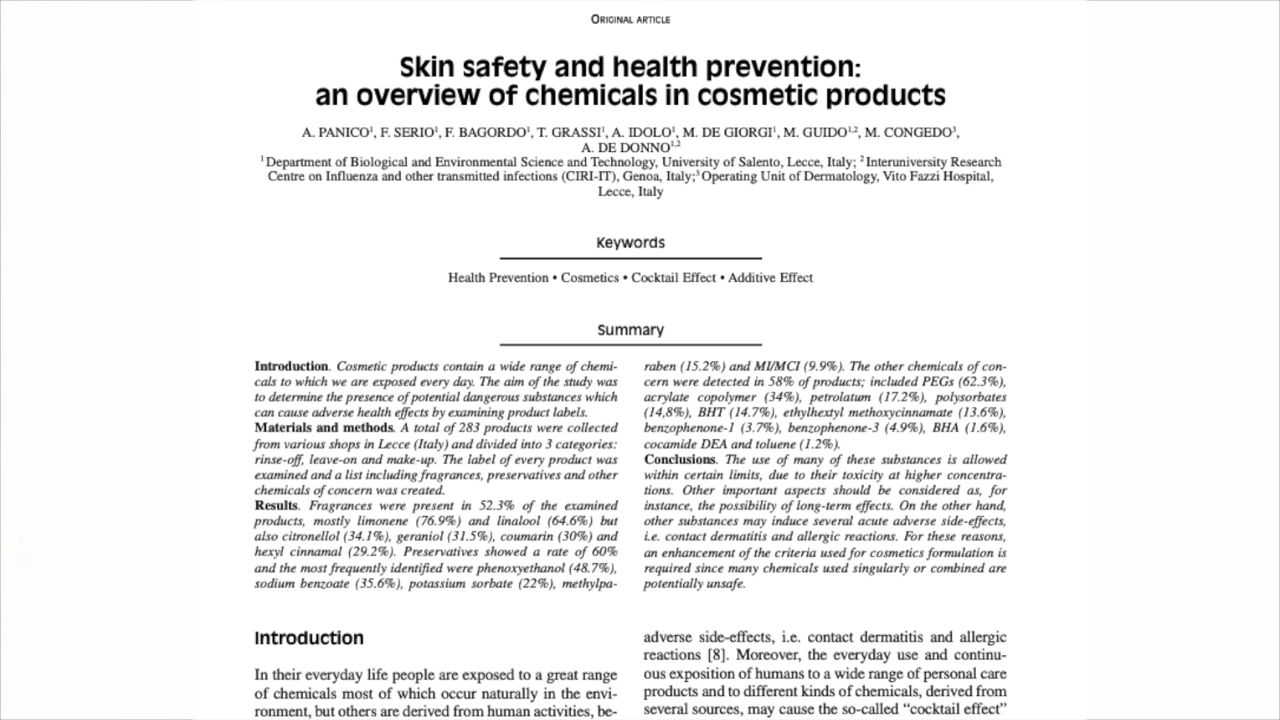 ORIGINAL ARTICLE
Skin safety and health prevention:
an overview of chemicals in cosmetic products
A. PANICO1, F. SERIO1, F. BAGORDO1, T. GRASSI1, A. IDOLO1, M. DE GIORGI1, M. GUIDO1,2, M. CONGEDO3,
A. DE DONNO1,2
1 Department of Biological and Environmental Science and Technology, University of Salento, Lecce, Italy; 2 Interuniversity Research
Centre on Influenza and other transmitted infections (CIRI-IT), Genoa, Italy;3 Operating Unit of Dermatology, Vito Fazzi Hospital,
Lecce, Italy
Keywords
Health Prevention • Cosmetics • Cocktail Effect • Additive Effect
Summary
Introduction. Cosmetic products contain a wide range of chemi-
cals to which we are exposed every day. The aim of the study was
to determine the presence of potential dangerous substances which
can cause adverse health effects by examining product labels.
Materials and methods. A total of 283 products were collected
from various shops in Lecce (Italy) and divided into 3 categories:
rinse-off, leave-on and make-up. The label of every product was
examined and a list including fragrances, preservatives and other
chemicals of concern was created.
Results. Fragrances were present in 52.3% of the examined
products, mostly limonene (76.9%) and linalool (64.6%) but
also citronellol (34.1%), geraniol (31.5%), coumarin (30%) and
hexyl cinnamal (29.2%). Preservatives showed a rate of 60%
and the most frequently identified were phenoxyethanol (48.7%),
sodium benzoate (35.6%), potassium sorbate (22%), methylpa-
raben (15.2%) and MI/MCI (9.9%). The other chemicals of con-
cern were detected in 58% of products; included PEGs (62.3%),
acrylate copolymer (34%), petrolatum (17.2%), polysorbates
(14,8%), BHT (14.7%), ethylhextyl methoxycinnamate (13.6%),
benzophenone-1 (3.7%), benzophenone-3 (4.9%), BHA (1.6%),
cocamide DEA and toluene (1.2%).
Conclusions. The use of many of these substances is allowed
within certain limits, due to their toxicity at higher concentra-
tions. Other important aspects should be considered as, for
instance, the possibility of long-term effects. On the other hand,
other substances may induce several acute adverse side-effects,
i.e. contact dermatitis and allergic reactions. For these reasons,
an enhancement of the criteria used for cosmetics formulation is
required since many chemicals used singularly or combined are
potentially unsafe.
Introduction
In their everyday life people are exposed to a great range
of chemicals most of which occur naturally in the envi-
ronment, but others are derived from human activities, be-
adverse side-effects, i.e. contact dermatitis and allergic
reactions [8]. Moreover, the everyday use and continu-
ous exposition of humans to a wide range of personal care
products and to different kinds of chemicals, derived from
several sources, may cause the so-called “cocktail effect”